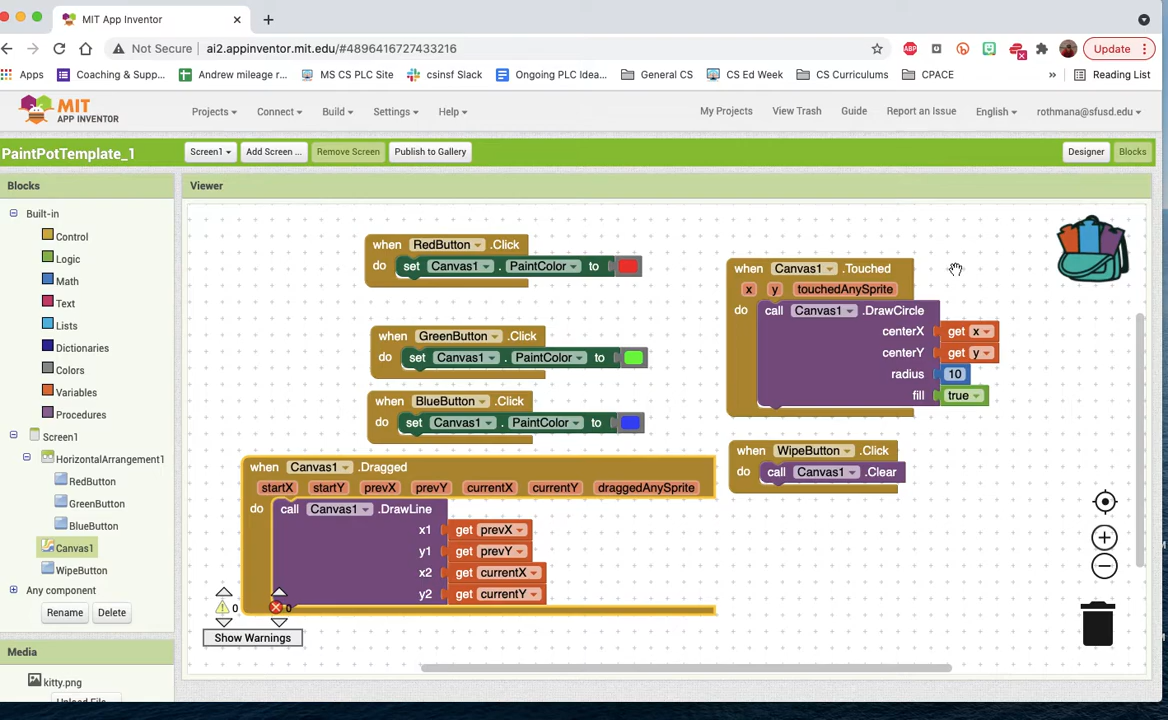 MIT App Inventor
Not Secure ai2.appinventor.mit.edu/#4896416727433216
ABP
Update
Apps Coaching & Supp... Andrew mileage r... MS CS PLC Site csinsf Slack Ongoing PLC Idea... General CS CS Ed Week CS Curriculums CPACE » Reading List
MIT
APP INVENTOR
Projects Connect Build Settings Help My Projects View Trash Guide Report an Issue English rothmana@sfusd.edu
PaintPotTemplate_1 Screen1 Add Screen ... Remove Screen Publish to Gallery Designer Blocks
Blocks
Built-in
Control
Logic
Math
Text
Lists
Dictionaries
Colors
Variables
Procedures
Screen1
HorizontalArrangement1
RedButton
GreenButton
BlueButton
Canvas1
WipeButton
Any component
Rename Delete
Media
kitty.png
Upload File ...
Viewer
when RedButton .Click
do set Canvas1 . PaintColor to
when GreenButton .Click
do set Canvas1 . PaintColor to
when BlueButton .Click
do set Canvas1 . PaintColor to
when Canvas1 .Dragged
startX startY prevX prevY currentX currentY draggedAnySprite
do call Canvas1 .DrawLine
x1 get prevX
y1 get prevY
x2 get currentX
y2 get currentY
0 0
Show Warnings
when Canvas1 .Touched
x y touchedAnySprite
do call Canvas1 .DrawCircle
centerX get x
centerY get y
radius 10
fill true
when WipeButton .Click
do call Canvas1 .Clear